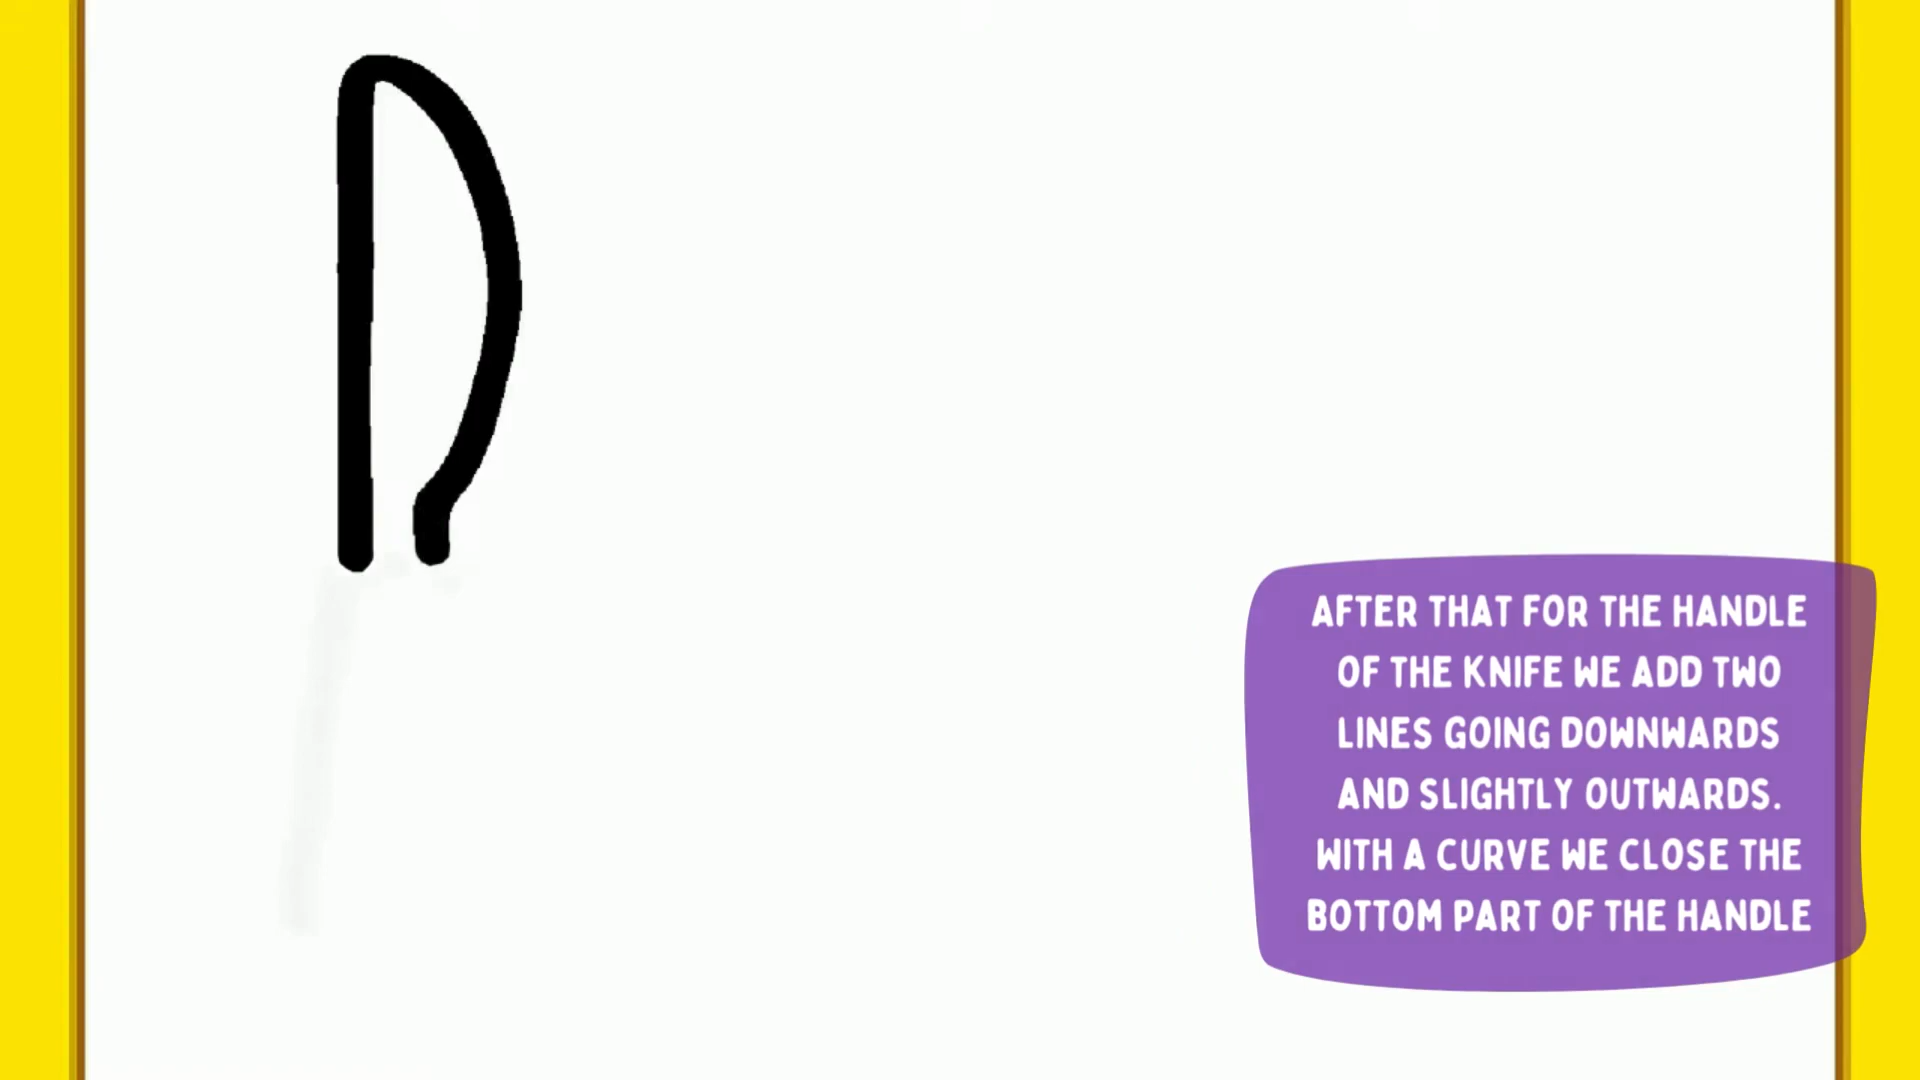 AFTER THAT FOR THE HANDLE
OF THE KNIFE WE ADD TWO
LINES GOING DOWNWARDS
AND SLIGHTLY OUTWARDS.
WITH A CURVE WE CLOSE THE
BOTTOM PART OF THE HANDLE